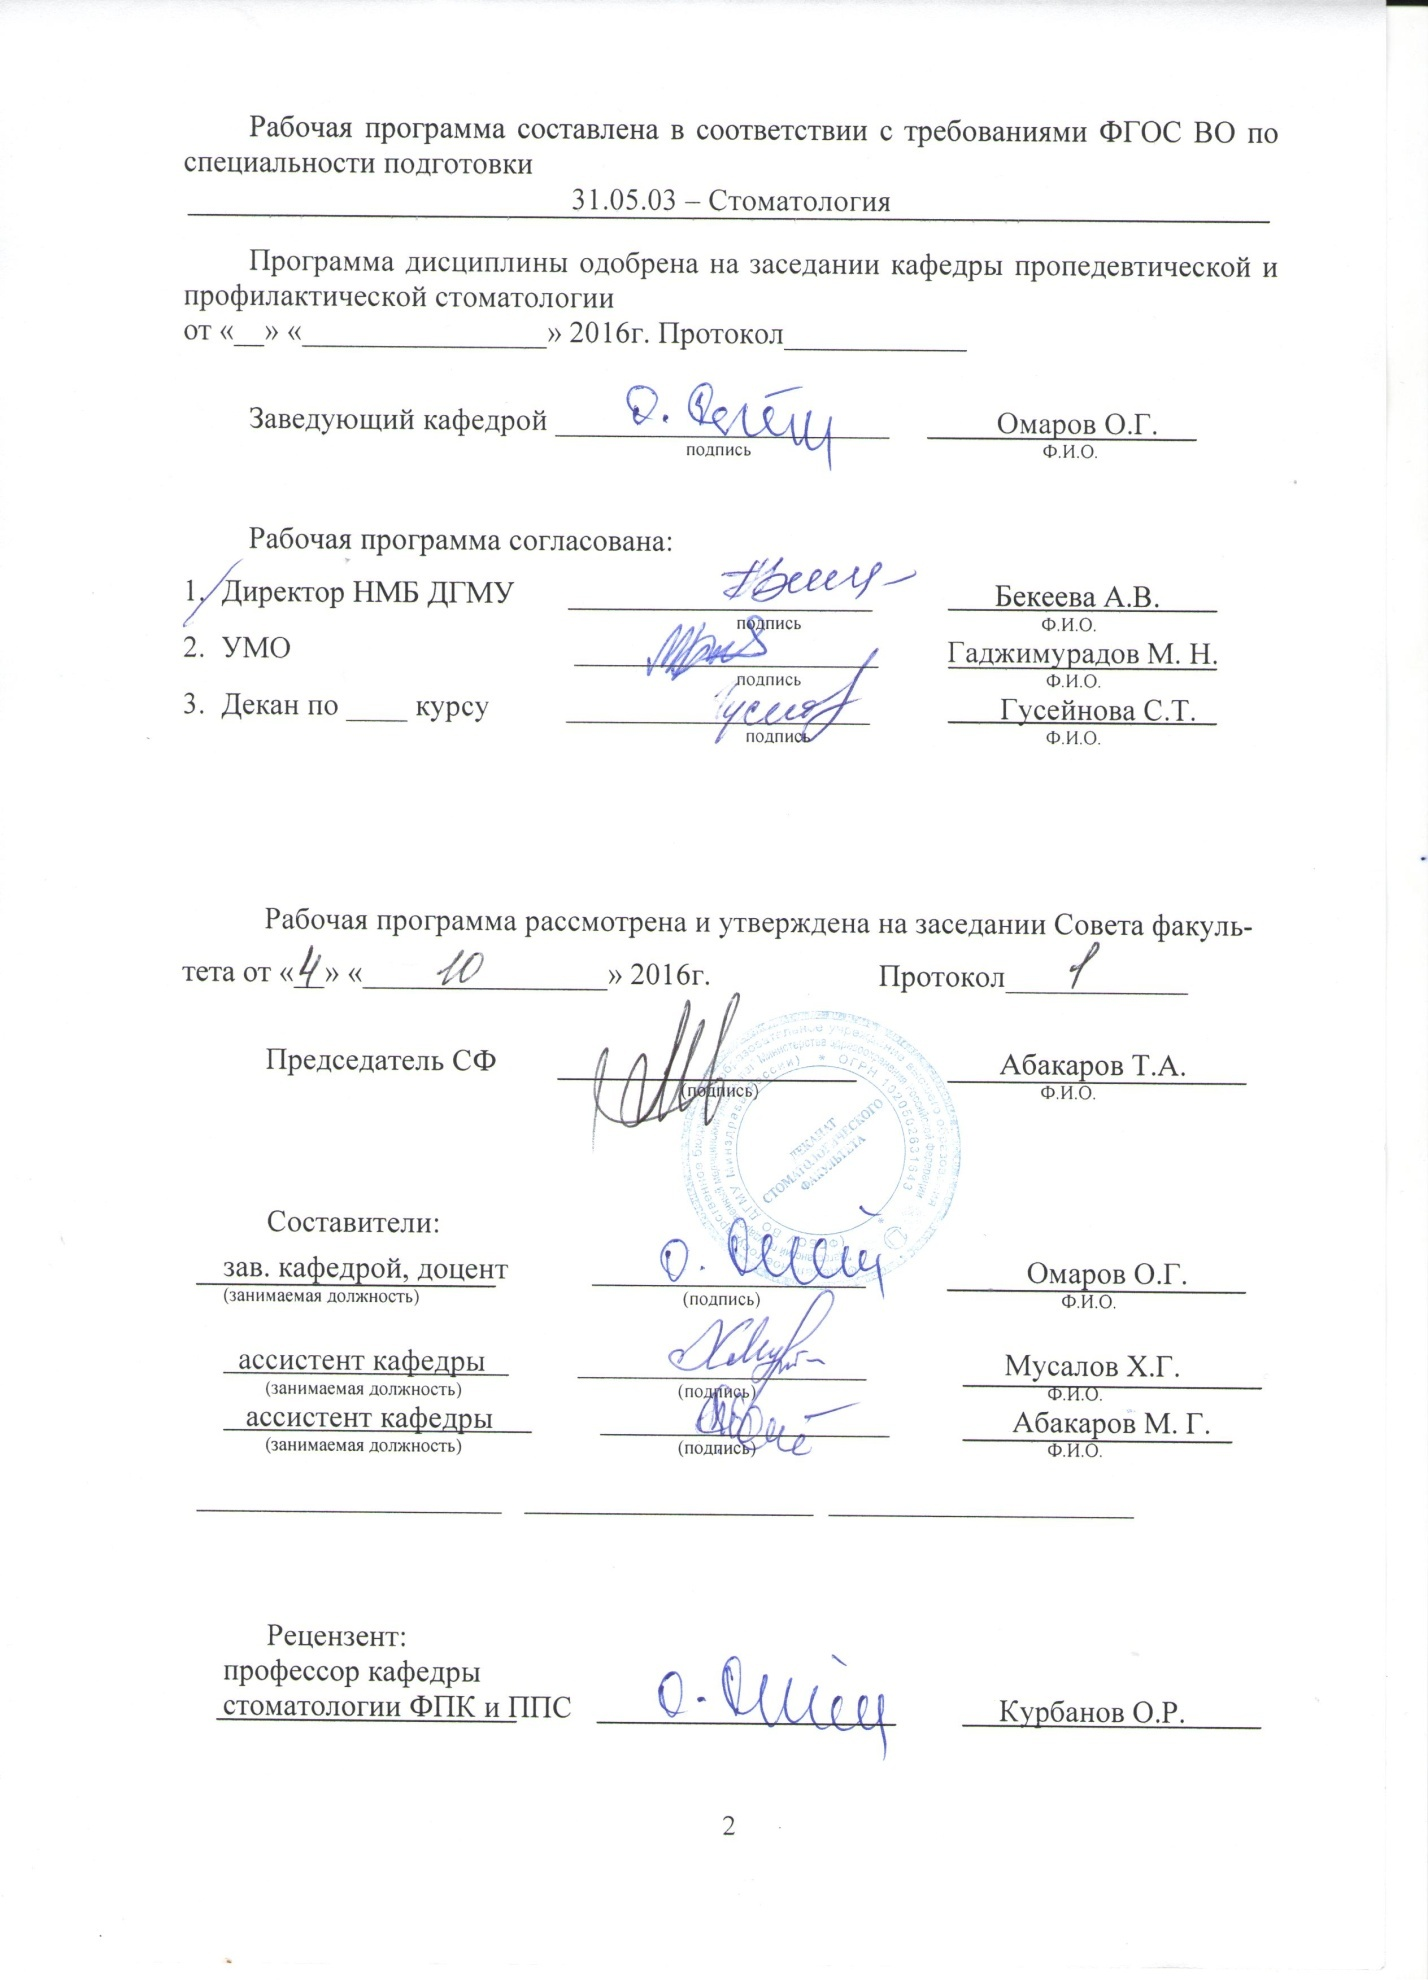 Рабочая программа составлена в соответствии с требованиями ФГОС ВО по
специальности подготовки
31.05.03 – Стоматология
Программа дисциплины одобрена на заседании кафедры пропедевтической и
профилактической стоматологии
от «__» «________________» 2016г. Протокол____________
Заведующий кафедрой ______________________ Омаров О.Г.
подпись Ф.И.О.
Рабочая программа согласована:
1. Директор НМБ ДГМУ ____________________ Бекеева А.В.
подпись Ф.И.О.
2. УМО ____________________ Гаджимурадов М. Н.
подпись Ф.И.О.
3. Декан по ____ курсу ____________________ Гусейнова С.Т.
подпись Ф.И.О.
Рабочая программа рассмотрена и утверждена на заседании Совета факуль-
тета от «4» «10» 2016г. Протокол 1
Председатель СФ ____________________ Абакаров Т.А.
(подпись) Ф.И.О.
ДЕКАНАТ
СТОМАТОЛОГИЧЕСКОГО
ФАКУЛЬТЕТА
Составители:
зав. кафедрой, доцент Омаров О.Г.
(занимаемая должность) (подпись) Ф.И.О.
ассистент кафедры Мусалов Х.Г.
(занимаемая должность) (подпись) Ф.И.О.
ассистент кафедры Абакаров М. Г.
(занимаемая должность) (подпись) Ф.И.О.
Рецензент:
профессор кафедры
стоматологии ФПК и ППС Курбанов О.Р.
2